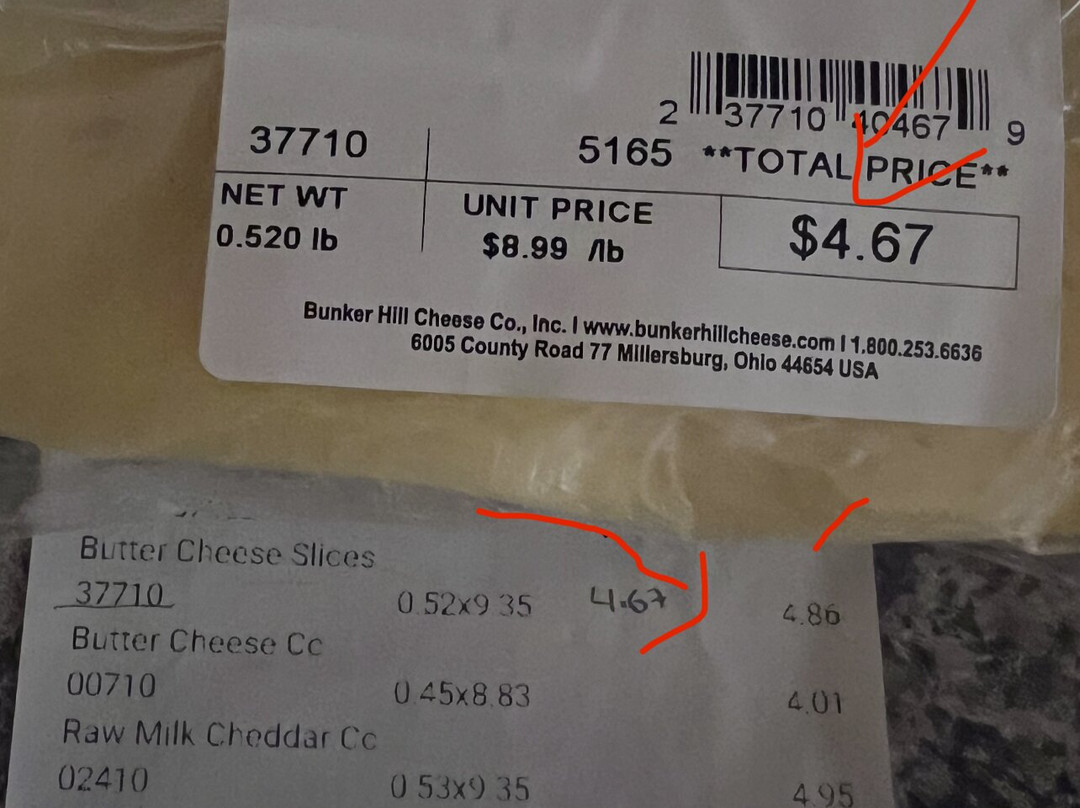 2 37710 40467 9
37710 5165 **TOTAL PRICE**
NET WT UNIT PRICE $4.67
0.520 lb $8.99 /lb
Bunker Hill Cheese Co., Inc. I www.bunkerhillcheese.com I 1.800.253.6636
6005 County Road 77 Millersburg, Ohio 44654 USA
Butter Cheese Slices
37710 0.52x9 35 4.67 4.86
Butter Cheese Cc
00710 0.45x8.83 4.01
Raw Milk Cheddar Cc
02410 0 53x9 35 4.95